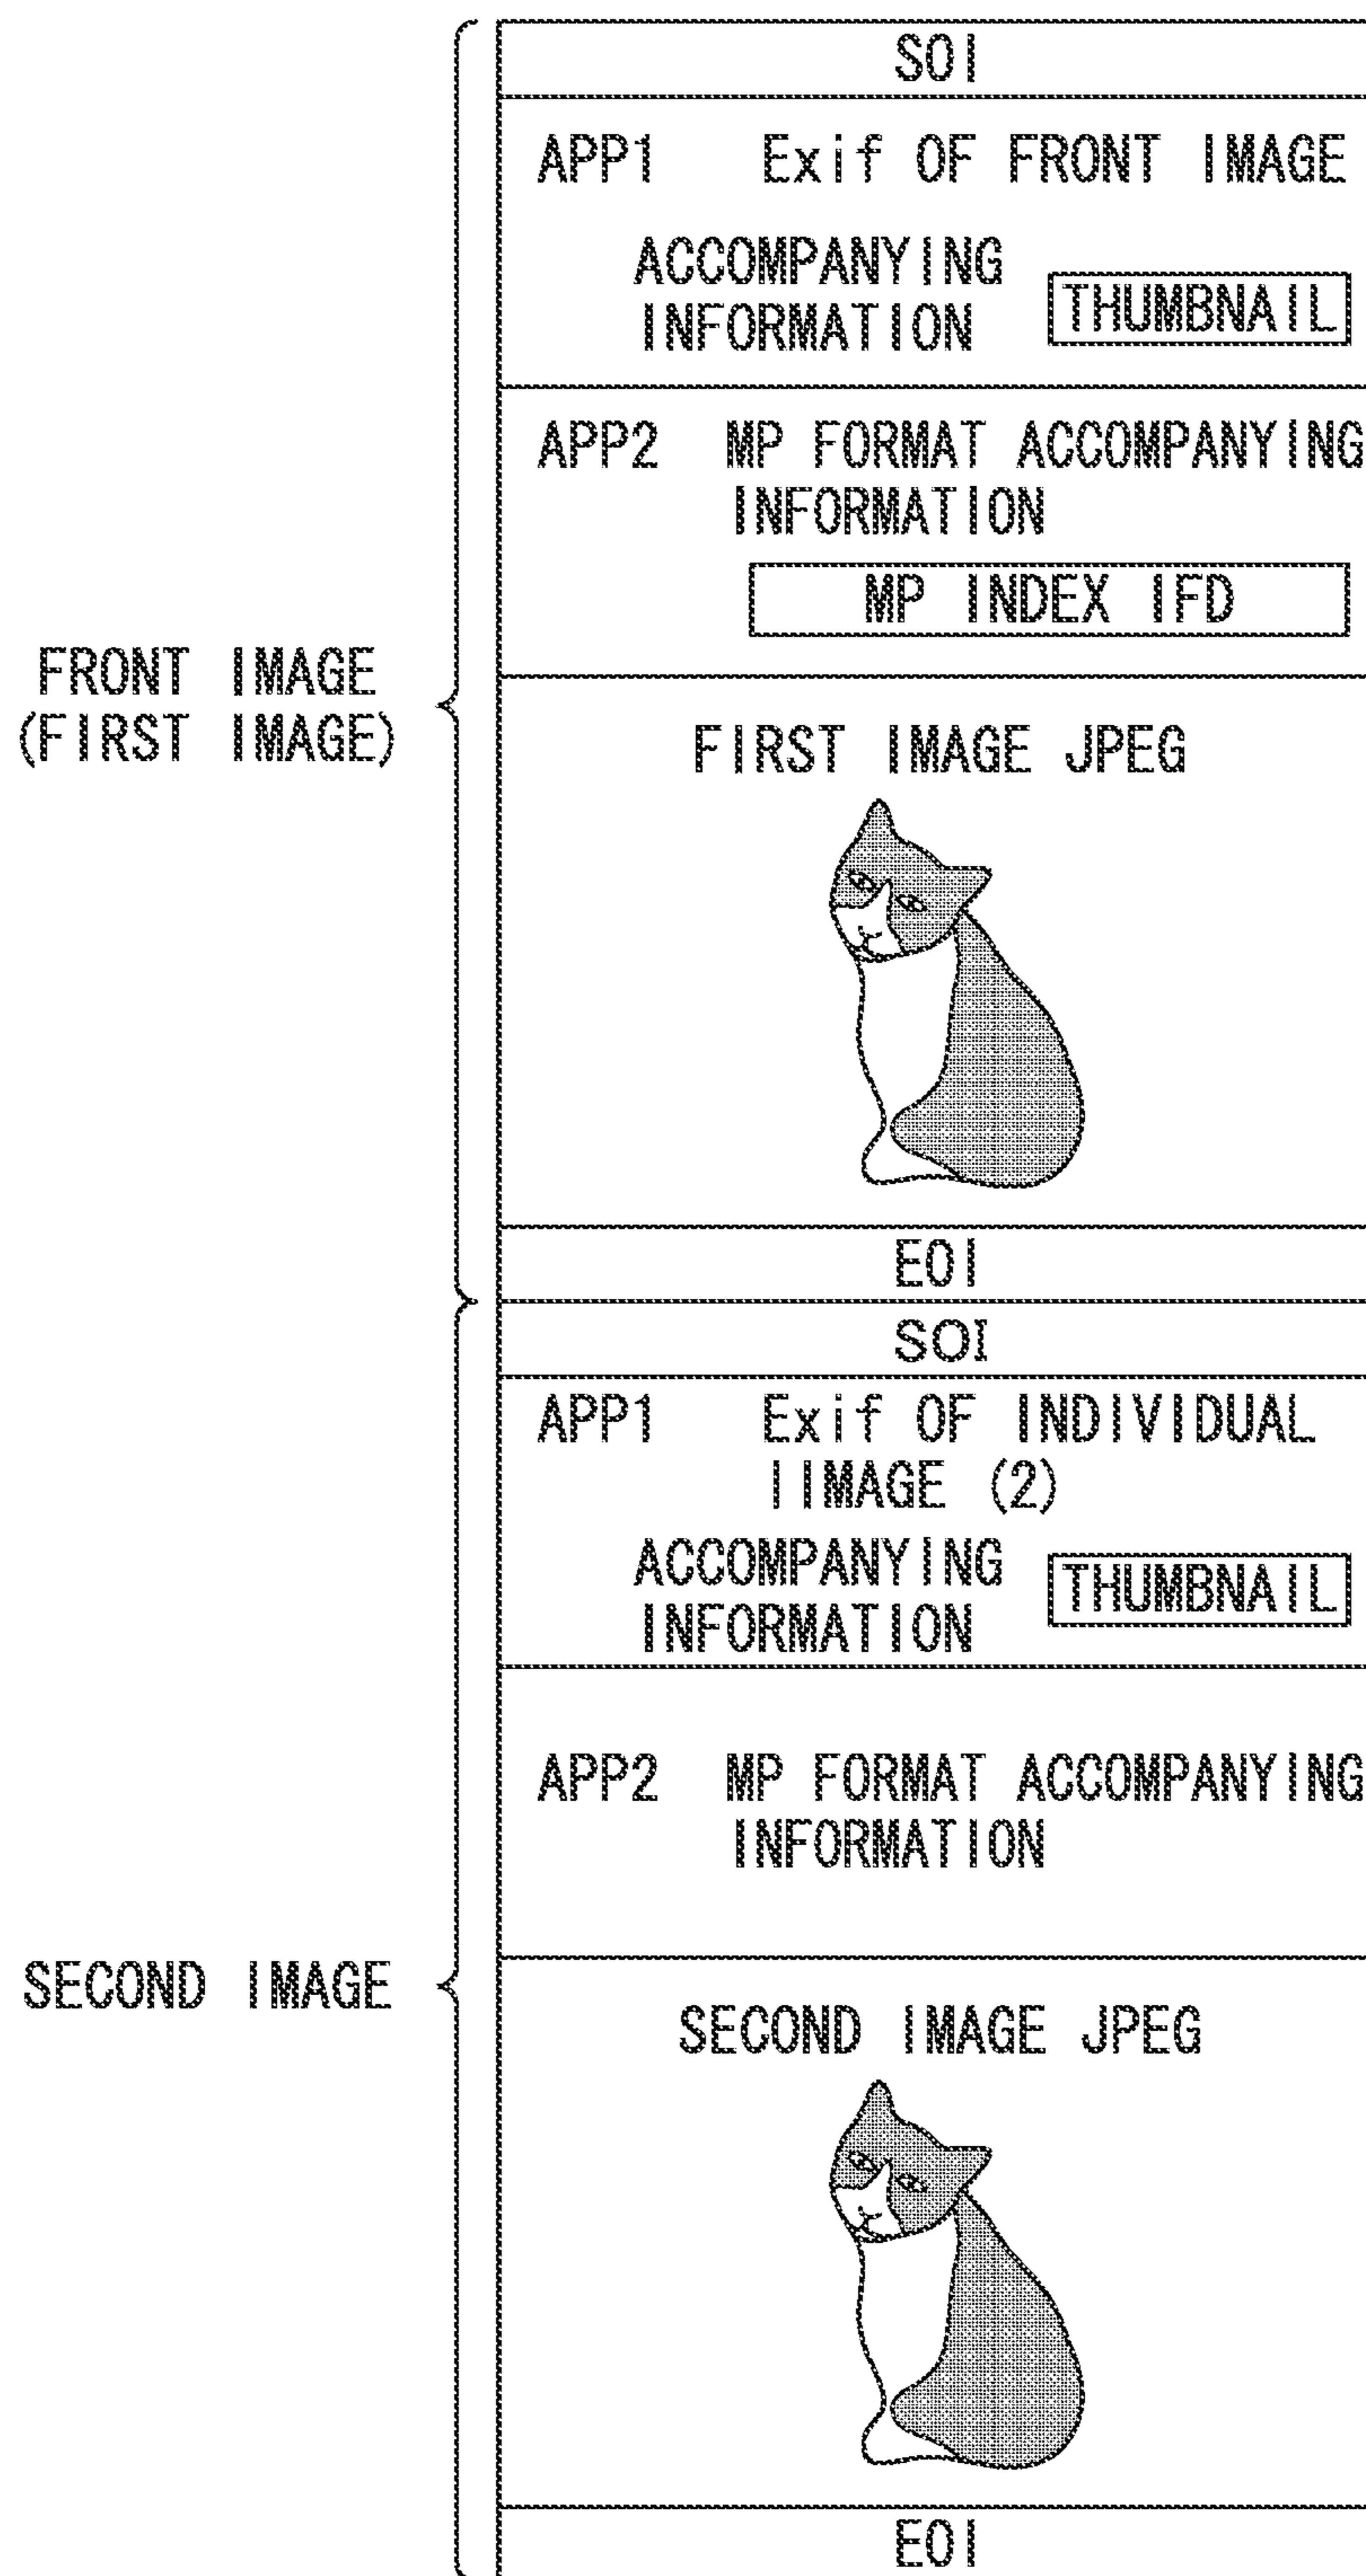 SOI
APP1 Exif OF FRONT IMAGE
ACCOMPANYING
INFORMATION
THUMBNAIL
APP2 MP FORMAT ACCOMPANYING
INFORMATION
MP INDEX IFD
FRONT IMAGE
(FIRST IMAGE)
FIRST IMAGE JPEG
EOI
SOI
APP1 Exif OF INDIVIDUAL
IIMAGE (2)
ACCOMPANYING
INFORMATION
THUMBNAIL
APP2 MP FORMAT ACCOMPANYING
INFORMATION
SECOND IMAGE
SECOND IMAGE JPEG
EOI